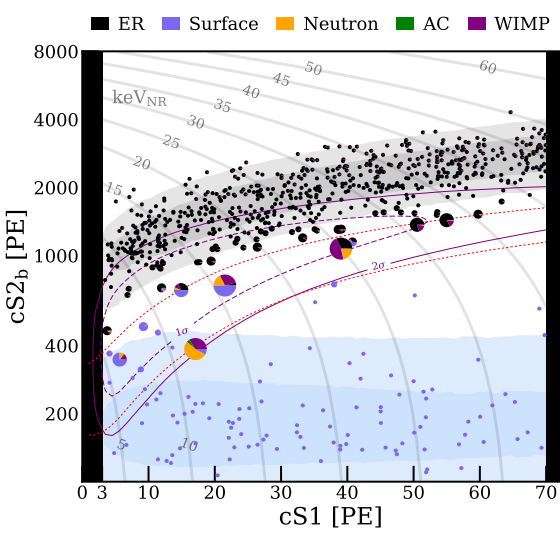 ER Surface Neutron AC WIMP
8000
4000
2000
1000
400
200
cS2b [PE]
keVNR
50
60
45
40
35
30
25
20
15
2σ
1σ
5
10
0 3 10 20 30 40 50 60 70
cS1 [PE]